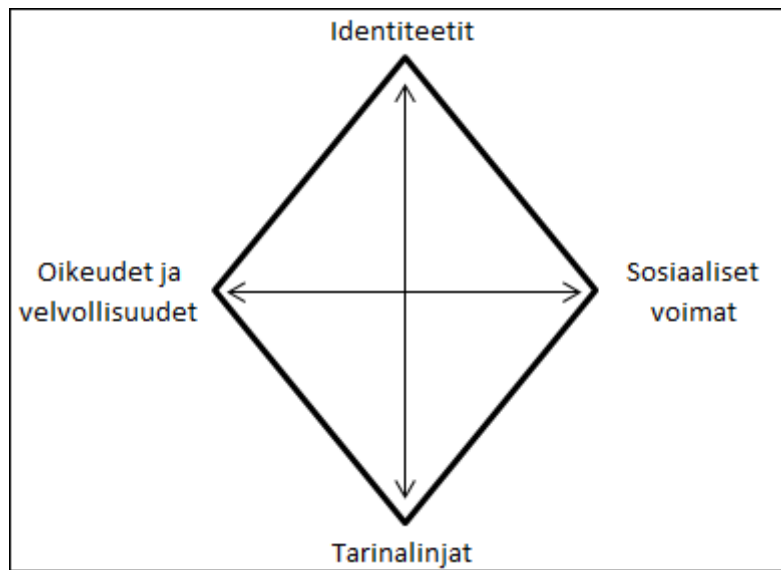 Identiteetit
Oikeudet ja
velvollisuudet
Sosiaaliset
voimat
Tarinalinjat